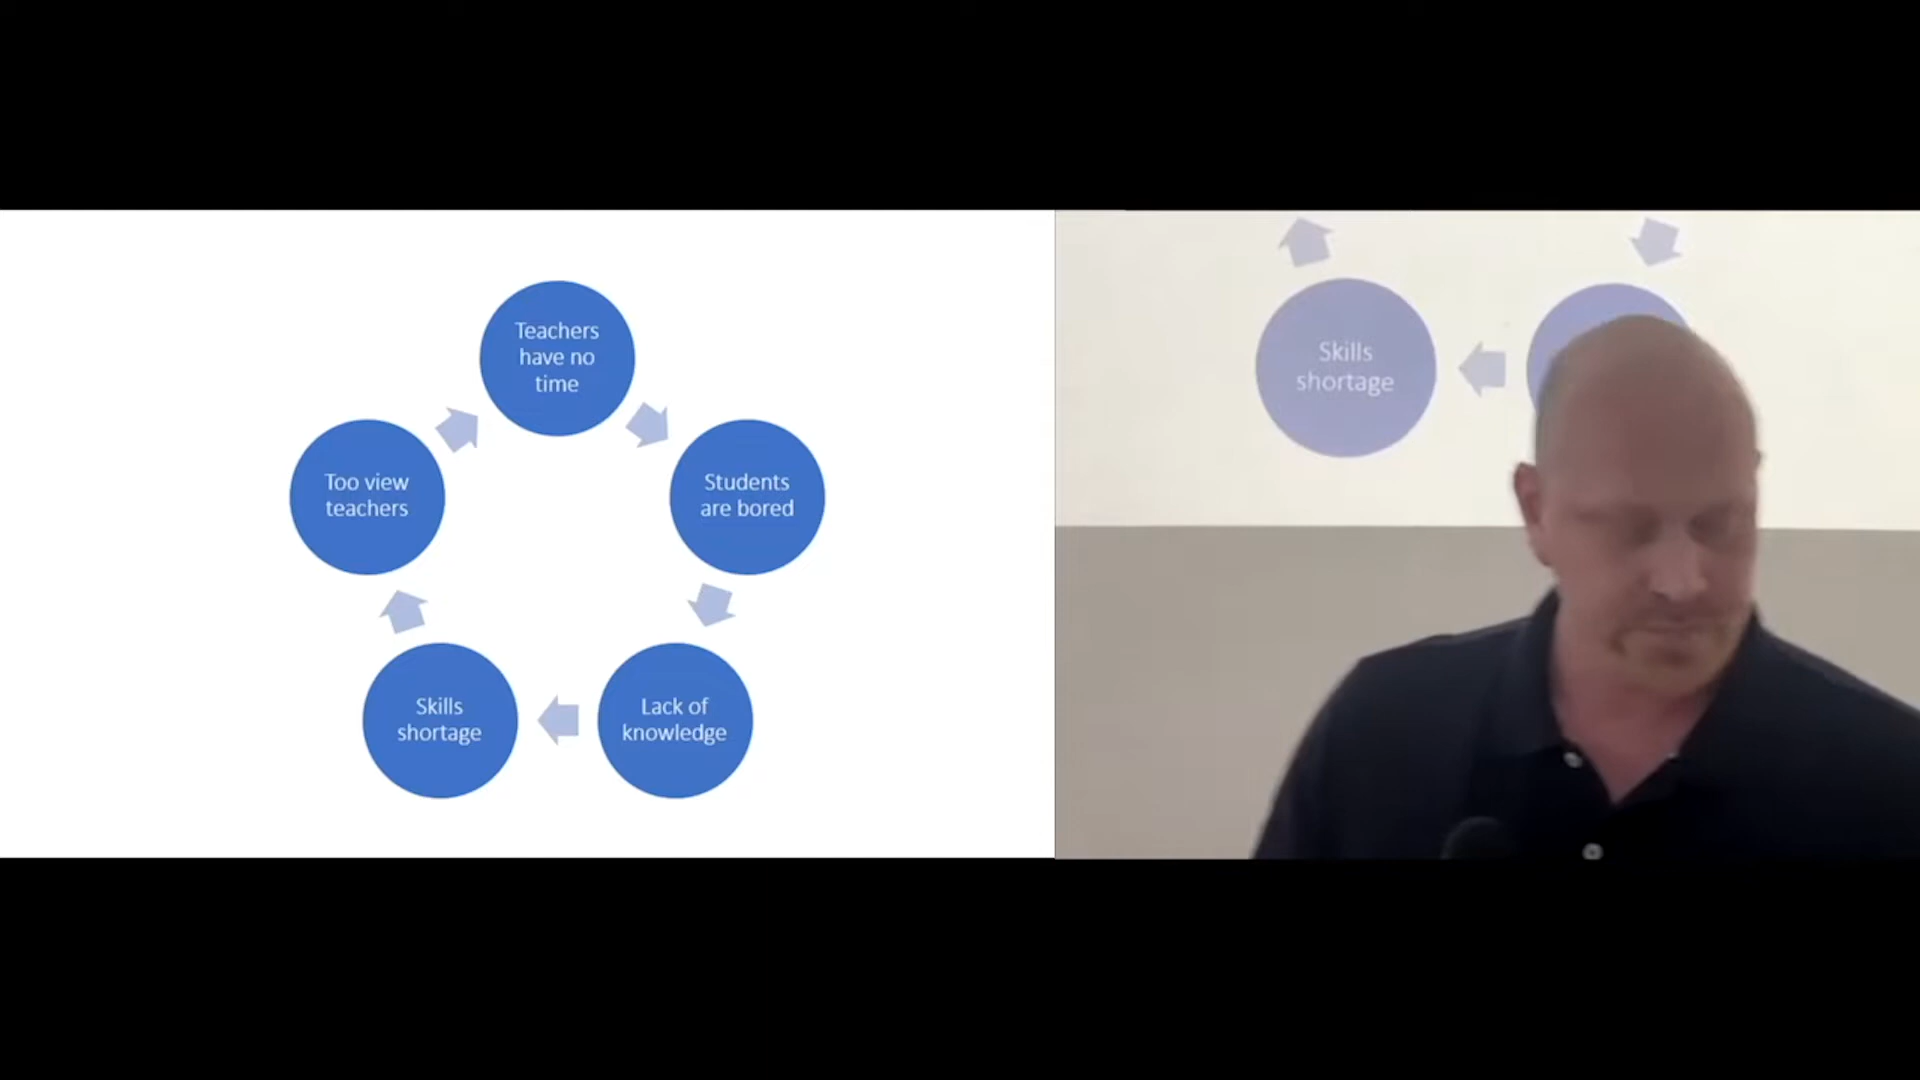 Teachers
have no
time
Students
are bored
Lack of
knowledge
Skills
shortage
Too view
teachers
Skills
shortage